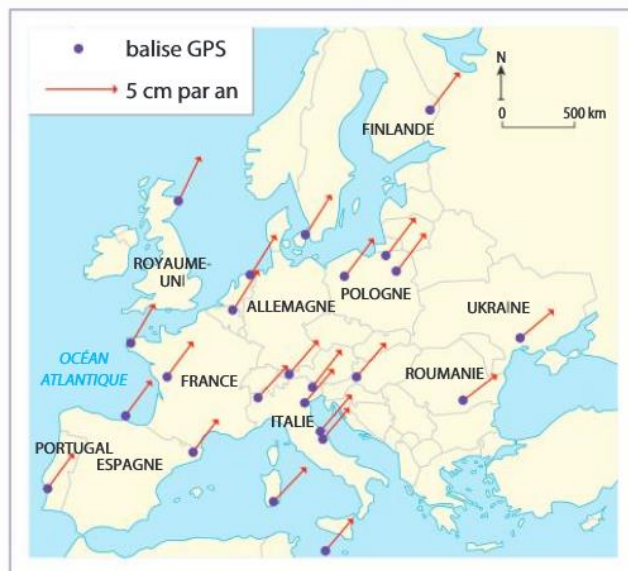 balise GPS
5 cm par an
N
0 500 km
FINLANDE
ROYAUME-
UNI
ALLEMAGNE
POLOGNE
UKRAINE
OCÉAN
ATLANTIQUE
FRANCE
ROUMANIE
ITALIE
PORTUGAL
ESPAGNE